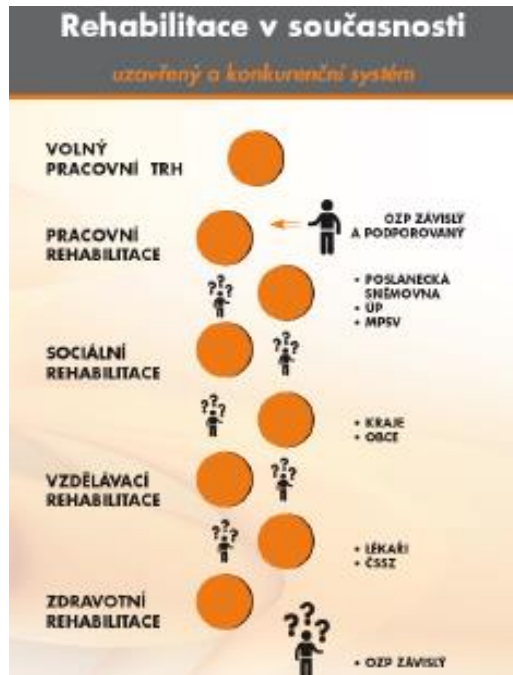 Rehabilitace v současnosti
uzavřený a konkurenční systém
VOLNÝ
PRACOVNÍ TRH
OZP ZÁVISLÝ
A PODPOROVANÝ
PRACOVNÍ
REHABILITACE
???
• POSLANECKÁ
SNĚMOVNA
• ÚP
• MPSV
SOCIÁLNÍ
REHABILITACE
???
???
• KRAJE
• OBCE
VZDĚLÁVACÍ
REHABILITACE
???
???
• LÉKAŘI
• ČSSZ
ZDRAVOTNÍ
REHABILITACE
???
• OZP ZÁVISLÝ